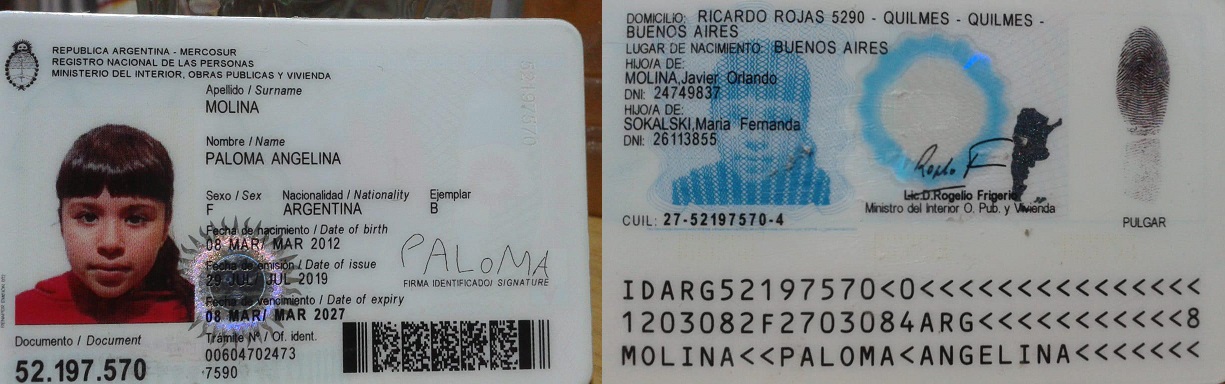 REPUBLICA ARGENTINA - MERCOSUR
REGISTRO NACIONAL DE LAS PERSONAS
MINISTERIO DEL INTERIOR, OBRAS PUBLICAS Y VIVIENDA
Apellido / Surname
MOLINA
Nombre / Name
PALOMA ANGELINA
Sexo / Sex Nacionalidad / Nationality Ejemplar
F ARGENTINA B
Fecha de nacimiento / Date of birth
08 MAR/ MAR 2012
Fecha de emisión / Date of issue
29 JUL/ JUL 2019
Fecha de vencimiento / Date of expiry
08 MAR/ MAR 2027
PALOMA
FIRMA IDENTIFICADO/ SIGNATURE
Documento / Document
52.197.570
Trámite N° / Of. ident.
00604702473
7590
52197570
DOMICILIO: RICARDO ROJAS 5290 - QUILMES - QUILMES -
BUENOS AIRES
LUGAR DE NACIMIENTO: BUENOS AIRES
HIJO/A DE:
MOLINA,Javier Orlando
DNI: 24749837
HIJO/A DE:
SOKALSKI,Maria Fernanda
DNI: 26113855
Lic.D.Rogelio Frigerio
Ministro del Interior O. Pub. y Vivienda
CUIL: 27-52197570-4
PULGAR
IDARG52197570<0<<<<<<<<<<<<<<<
1203082F2703084ARG<<<<<<<<<<<8
MOLINA<<PALOMA<ANGELINA<<<<<<<